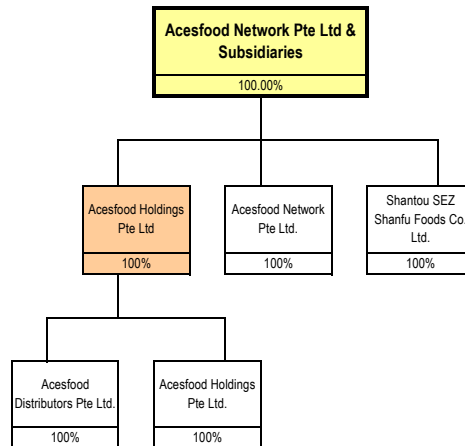 Acesfood Network Pte Ltd &
Subsidiaries
100.00%
Acesfood Holdings
Pte Ltd
100%
Acesfood Network
Pte Ltd.
100%
Shantou SEZ
Shanfu Foods Co.
Ltd.
100%
Acesfood
Distributors Pte Ltd.
100%
Acesfood Holdings
Pte Ltd.
100%